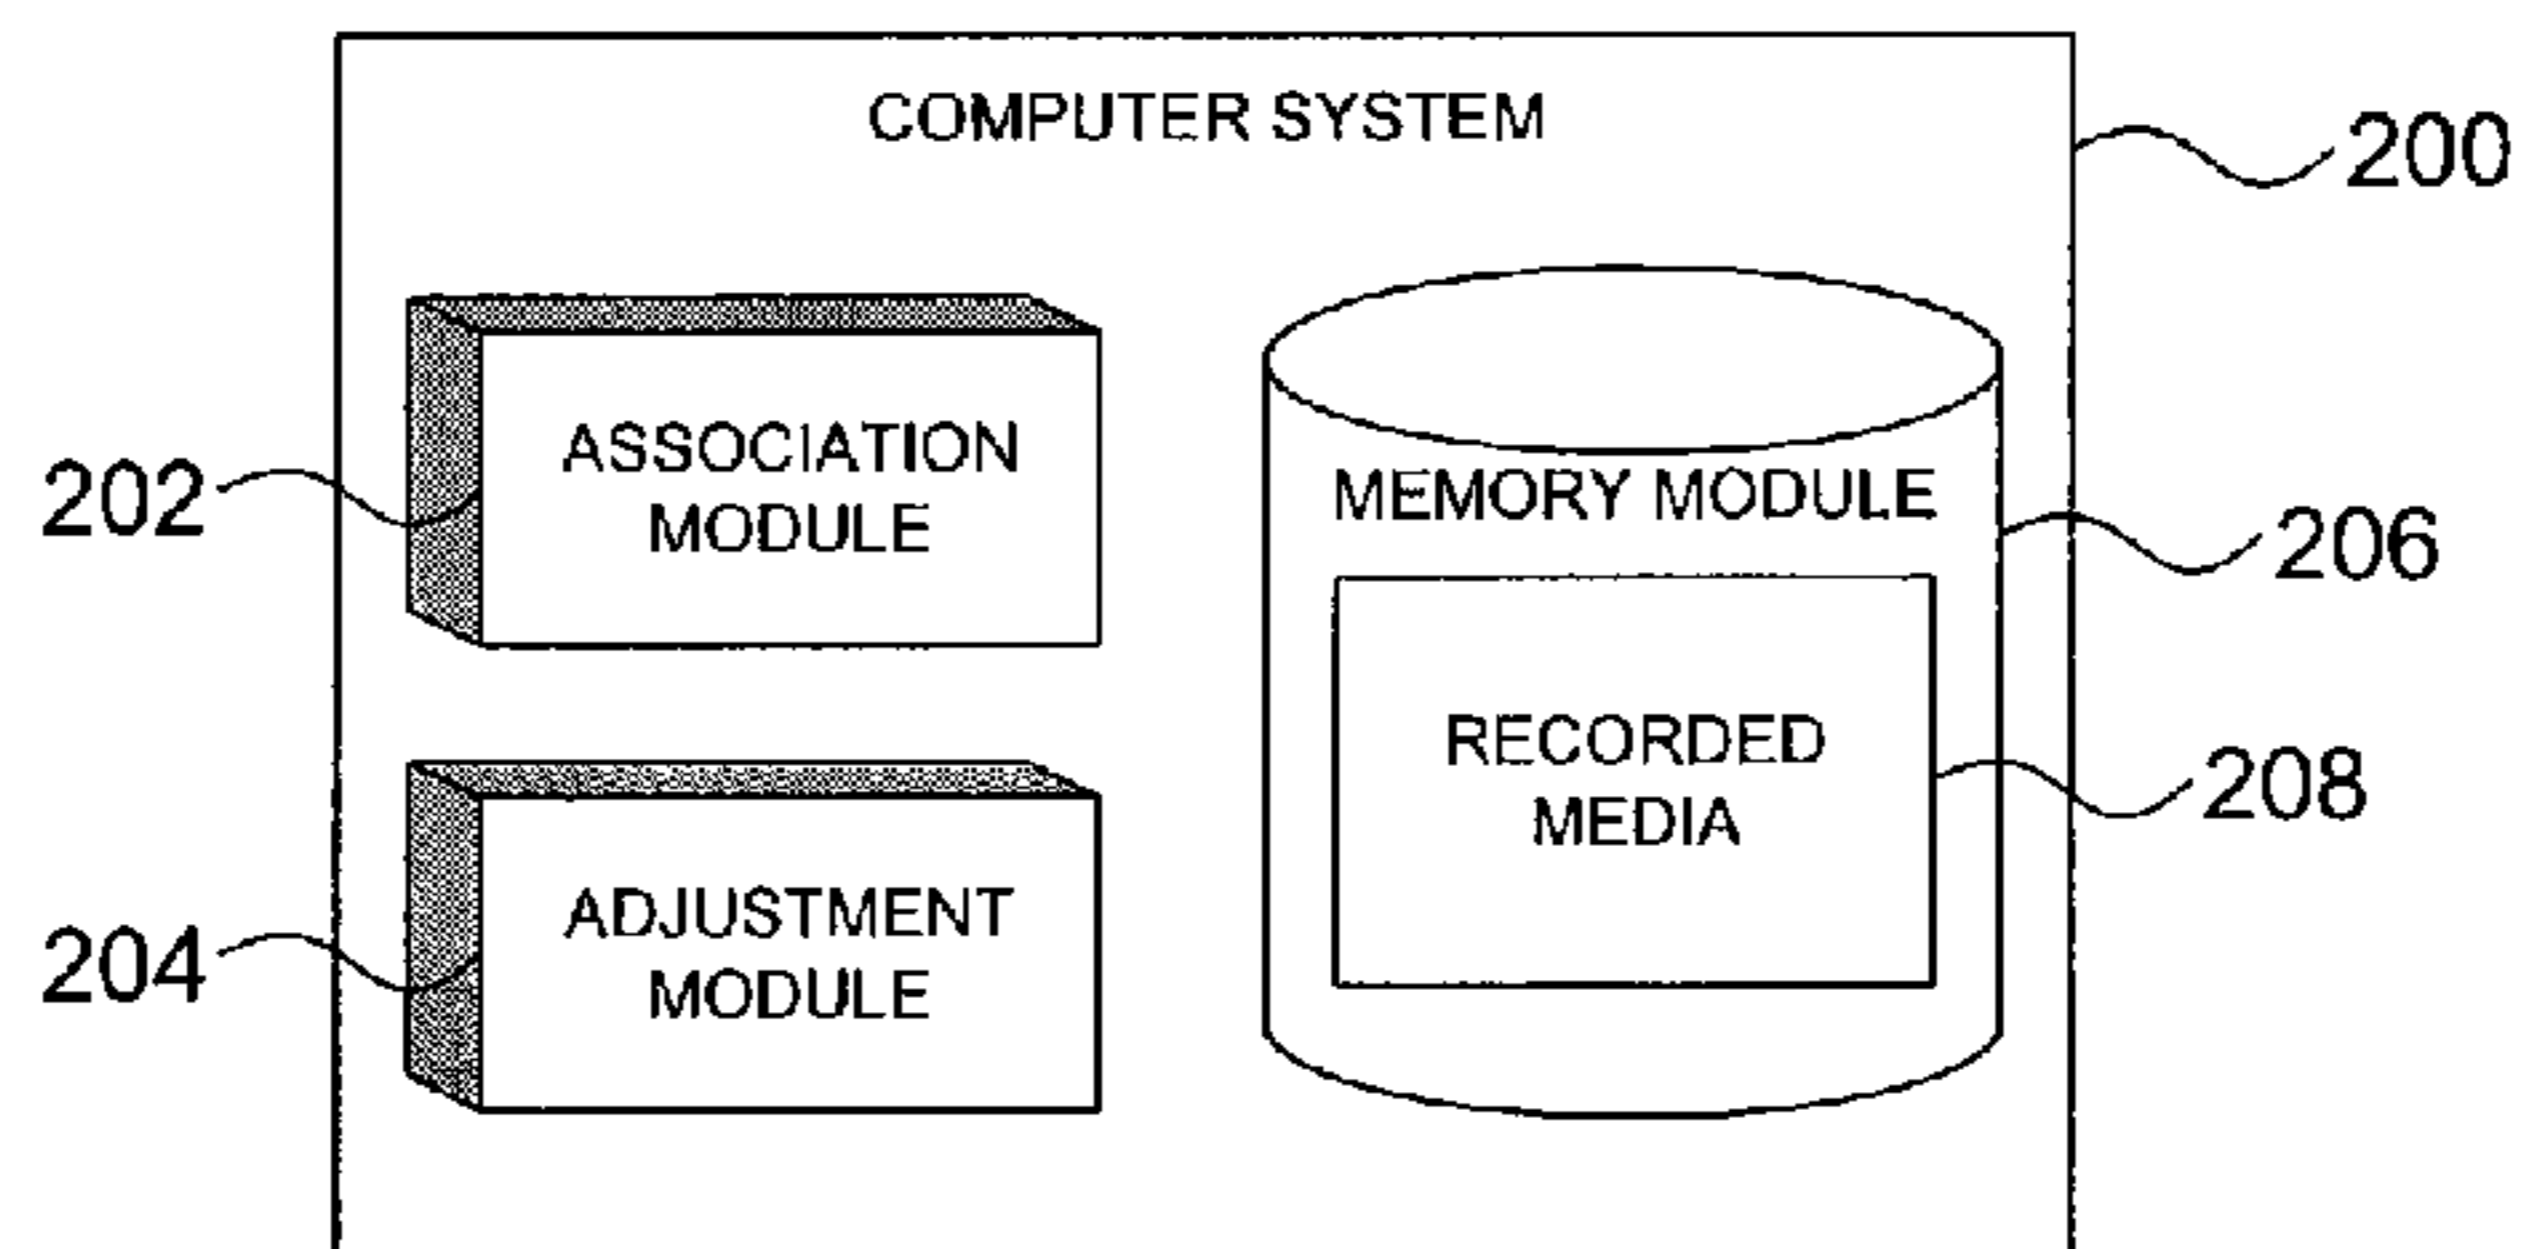 COMPUTER SYSTEM
200
ASSOCIATION
MODULE
202
MEMORY MODULE
206
RECORDED
MEDIA
208
ADJUSTMENT
MODULE
204